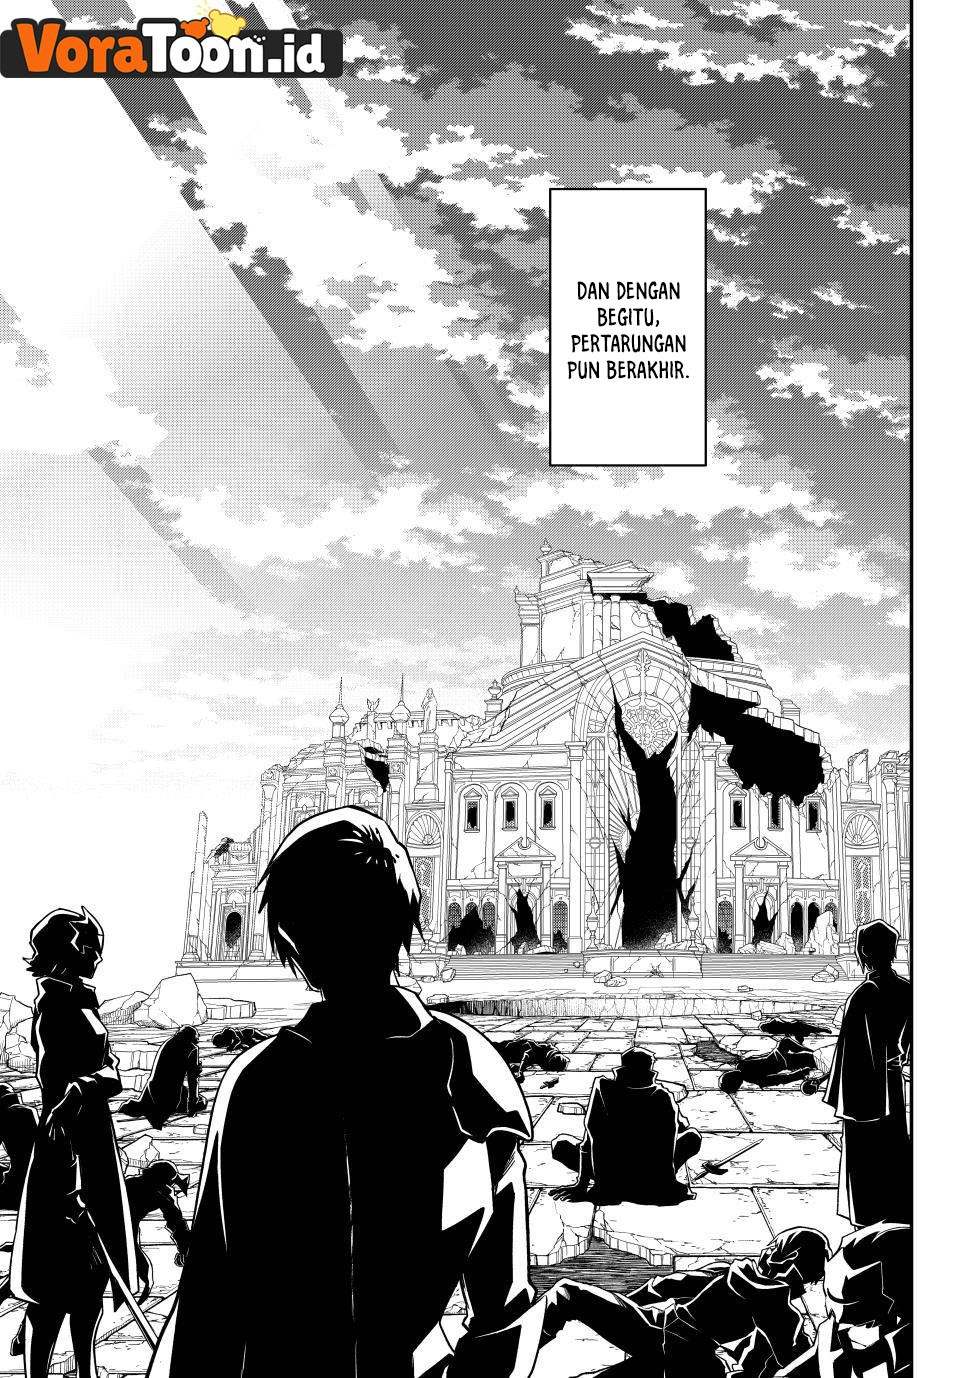 VoraToon.id
DAN DENGAN
BEGITU,
PERTARUNGAN
PUN BERAKHIR.